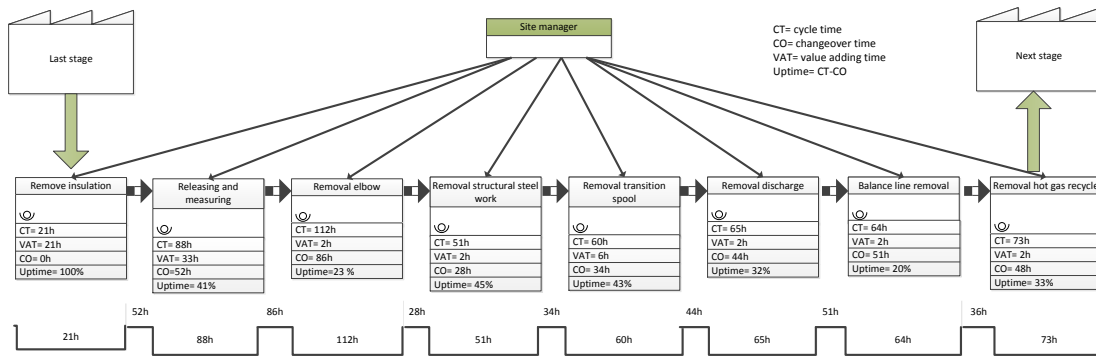 Last stage
Site manager
CT= cycle time
CO= changeover time
VAT= value adding time
Uptime= CT-CO
Next stage
Remove insulation
CT= 21h
VAT= 21h
CO= 0h
Uptime= 100%
Releasing and
measuring
CT= 88h
VAT= 33h
CO=52h
Uptime= 41%
Removal elbow
CT= 112h
VAT= 2h
CO= 86h
Uptime=23 %
Removal structural steel
work
CT= 51h
VAT= 2h
CO= 28h
Uptime= 45%
Removal transition
spool
CT= 60h
VAT= 6h
CO= 34h
Uptime= 43%
Removal discharge
CT= 65h
VAT= 2h
CO= 44h
Uptime= 32%
Balance line removal
CT= 64h
VAT= 2h
CO= 51h
Uptime= 20%
Removal hot gas recycle
CT= 73h
VAT= 2h
CO= 48h
Uptime= 33%
52h
86h
28h
34h
44h
51h
36h
21h
88h
112h
51h
60h
65h
64h
73h